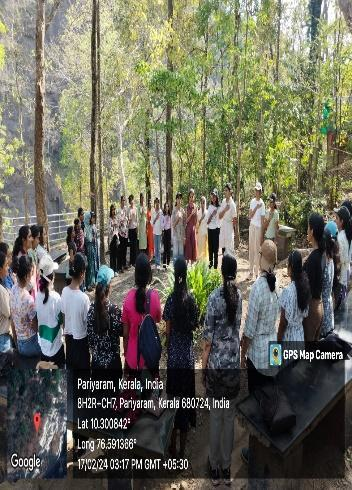 GPS Map Camera
Pariyaram, Kerala, India
8H2R+CH7, Pariyaram, Kerala 680724, India
Lat 10.300842°
Long 76.591366°
17/02/24 03:17 PM GMT +05:30
Google